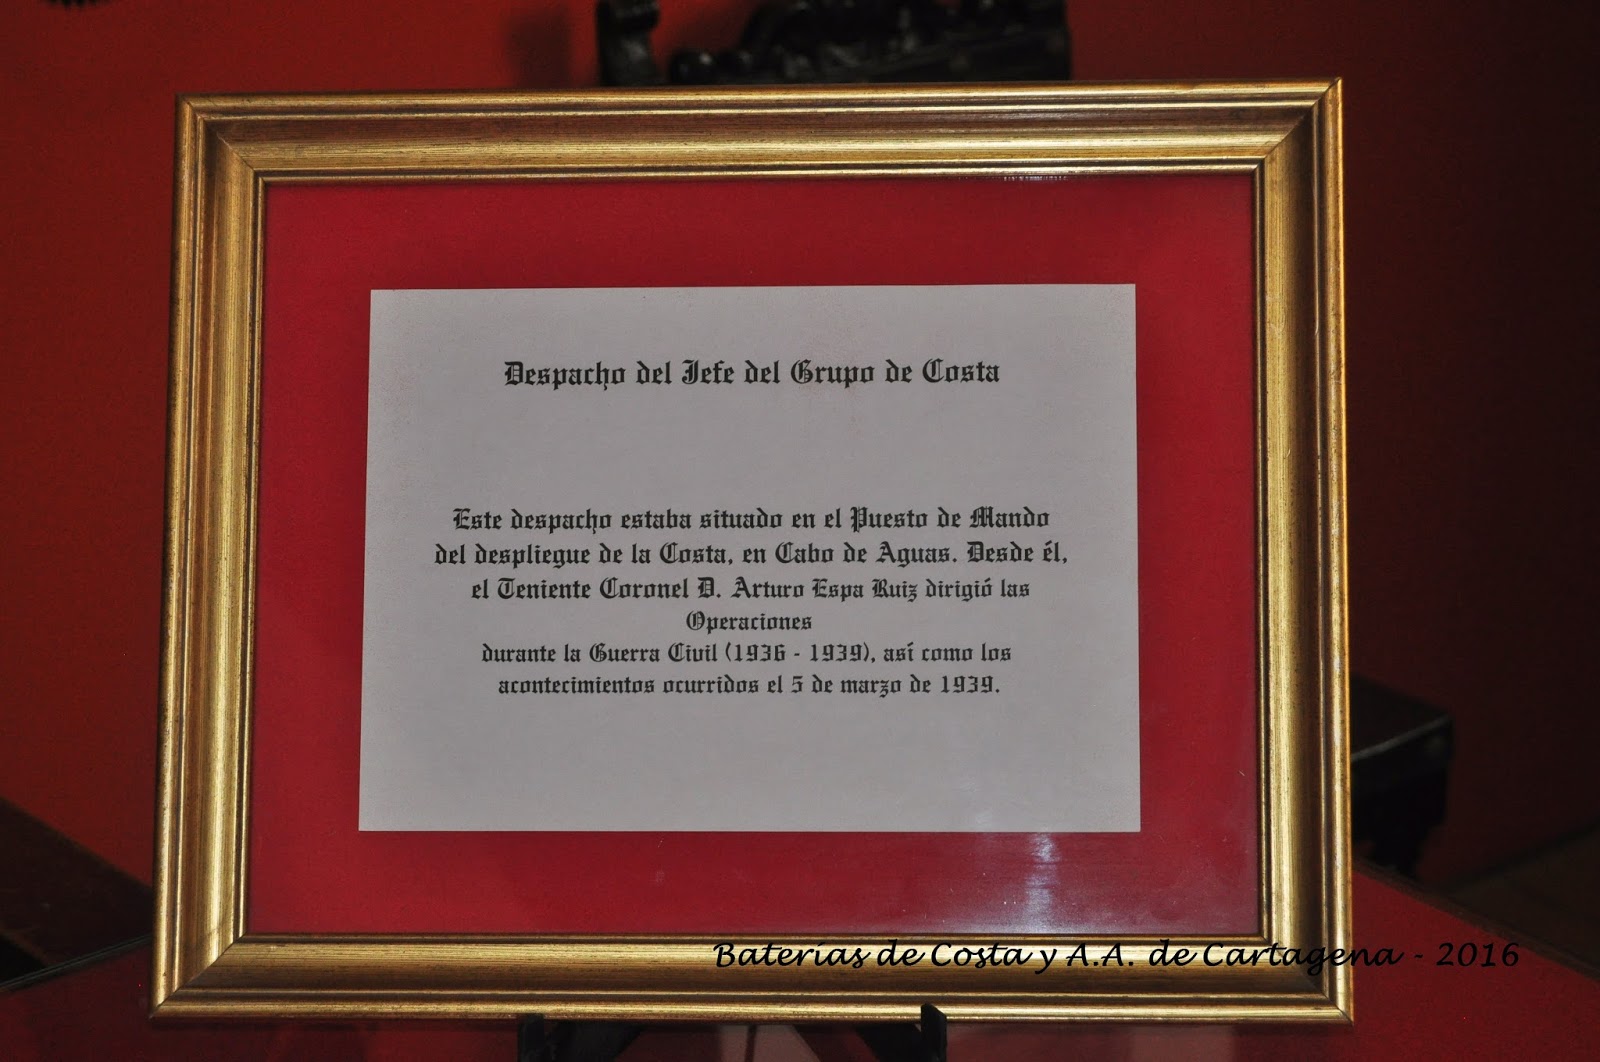 Despacho del Jefe del Grupo de Costa
Este despacho estaba situado en el Puesto de Mando
del despliegue de la Costa, en Cabo de Aguas. Desde él,
el Teniente Coronel D. Arturo Espa Ruiz dirigió las
Operaciones
durante la Guerra Civil (1936 - 1939), así como los
acontecimientos ocurridos el 5 de marzo de 1939.
Baterías de Costa y A.A. de Cartagena - 2016